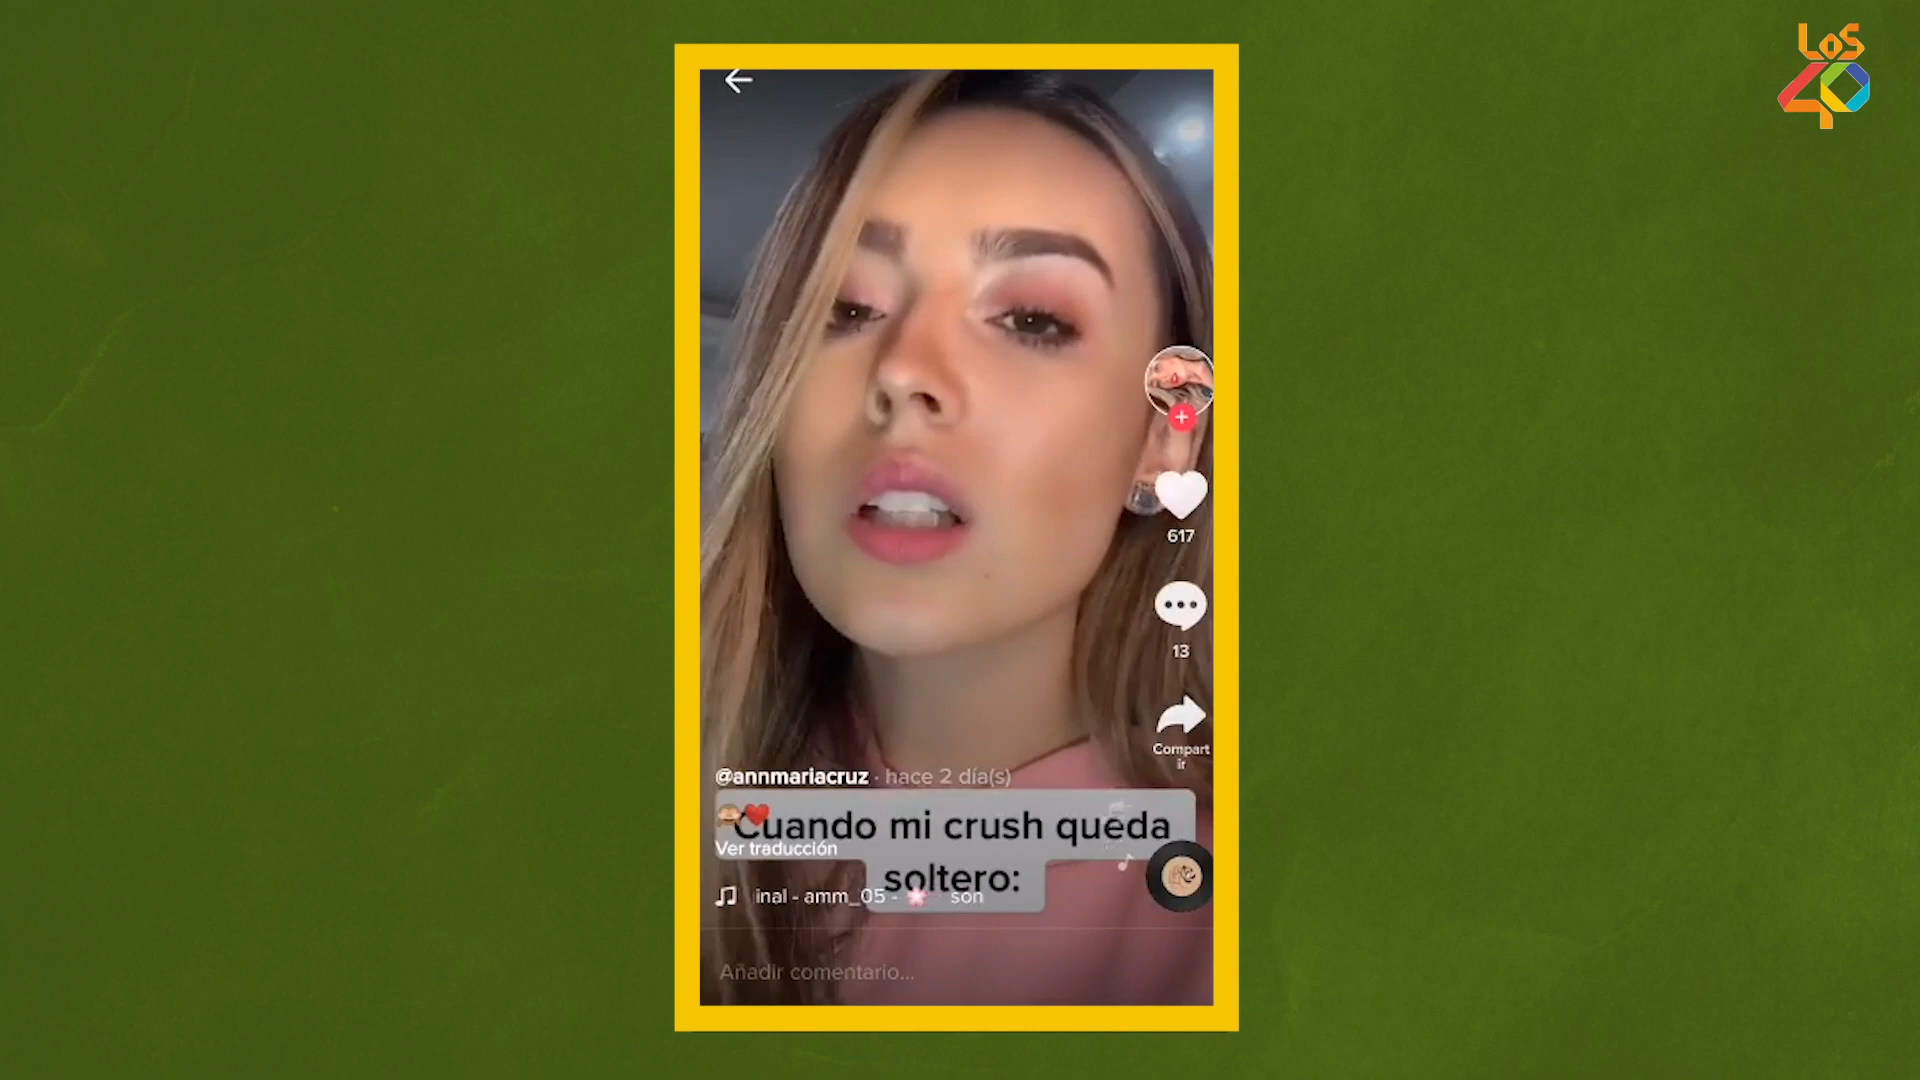 LOS
40
617
13
Compart
ir
@annmariacruz · hace 2 día(s)
Cuando mi crush queda
soltero:
Ver traducción
inal - amm_05 - son
Añadir comentario...